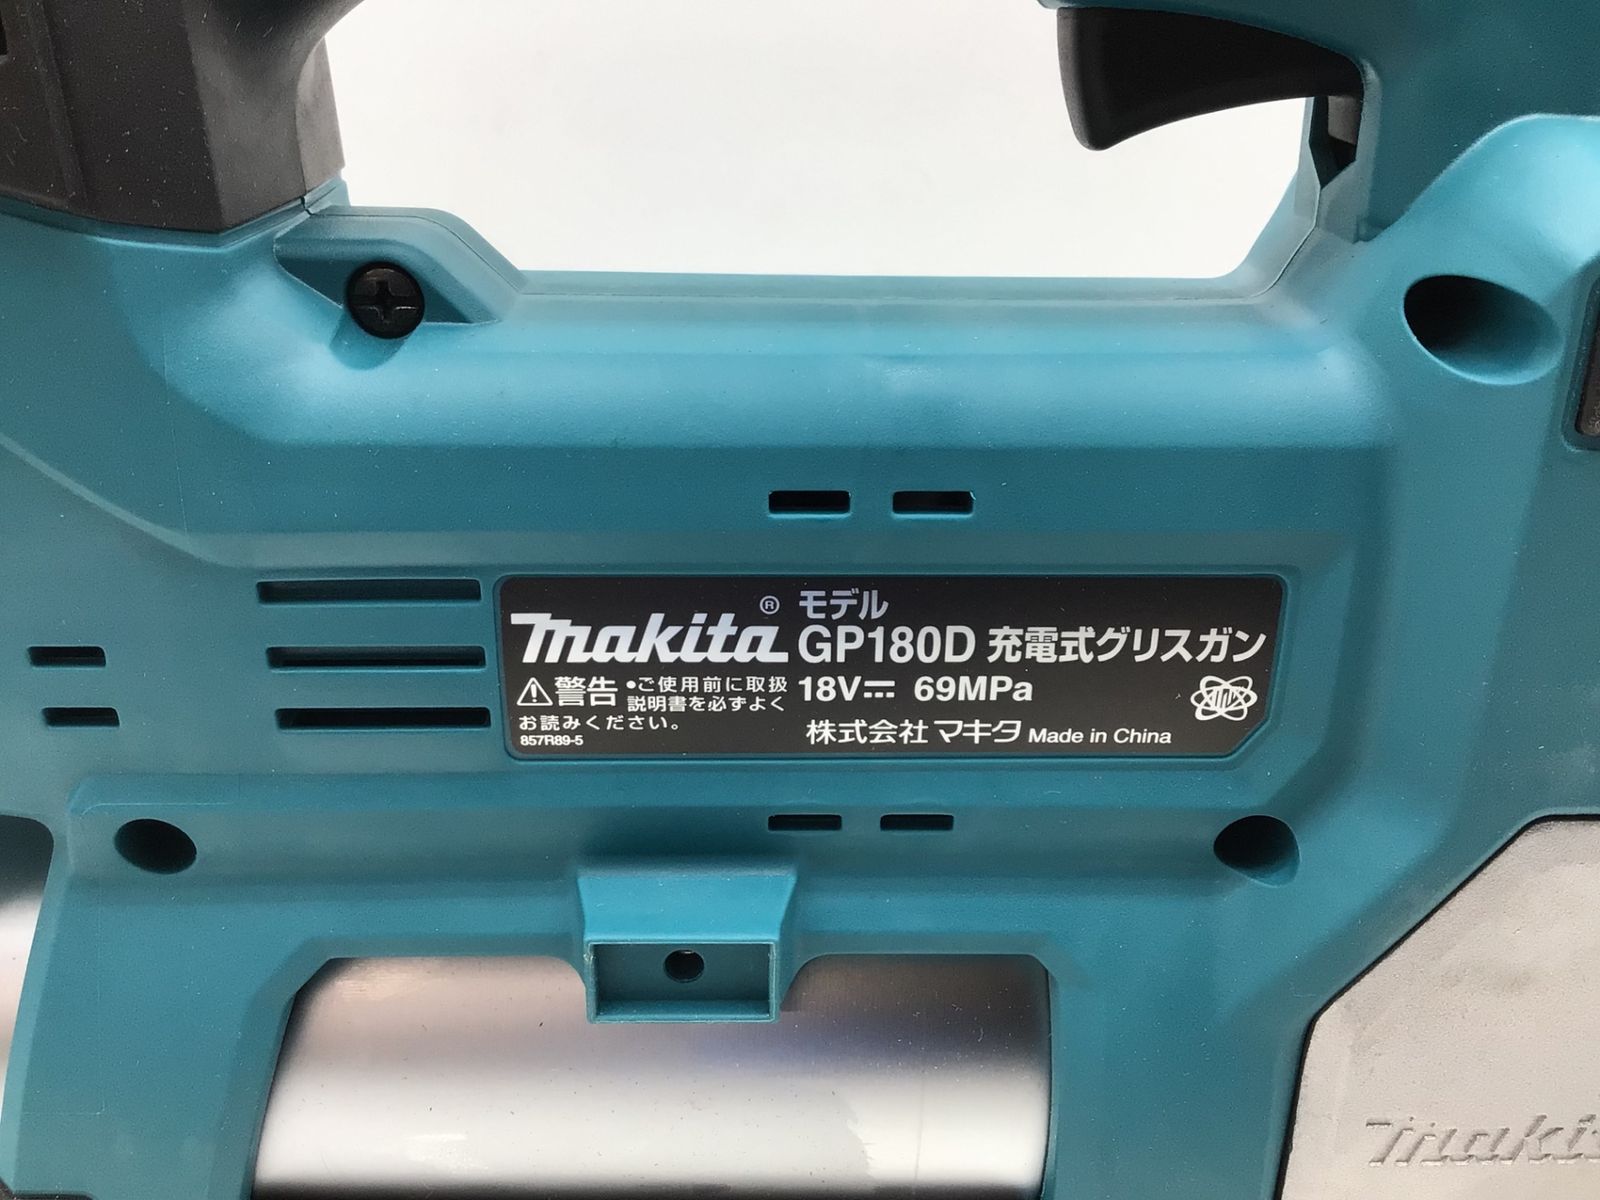 makita® モデル
GP180D 充電式グリスガン
⚠警告 •ご使用前に取扱
説明書を必ずよく
お読みください。
857R89-5
18V⎓ 69MPa
株式会社 マキタ Made in China
makita